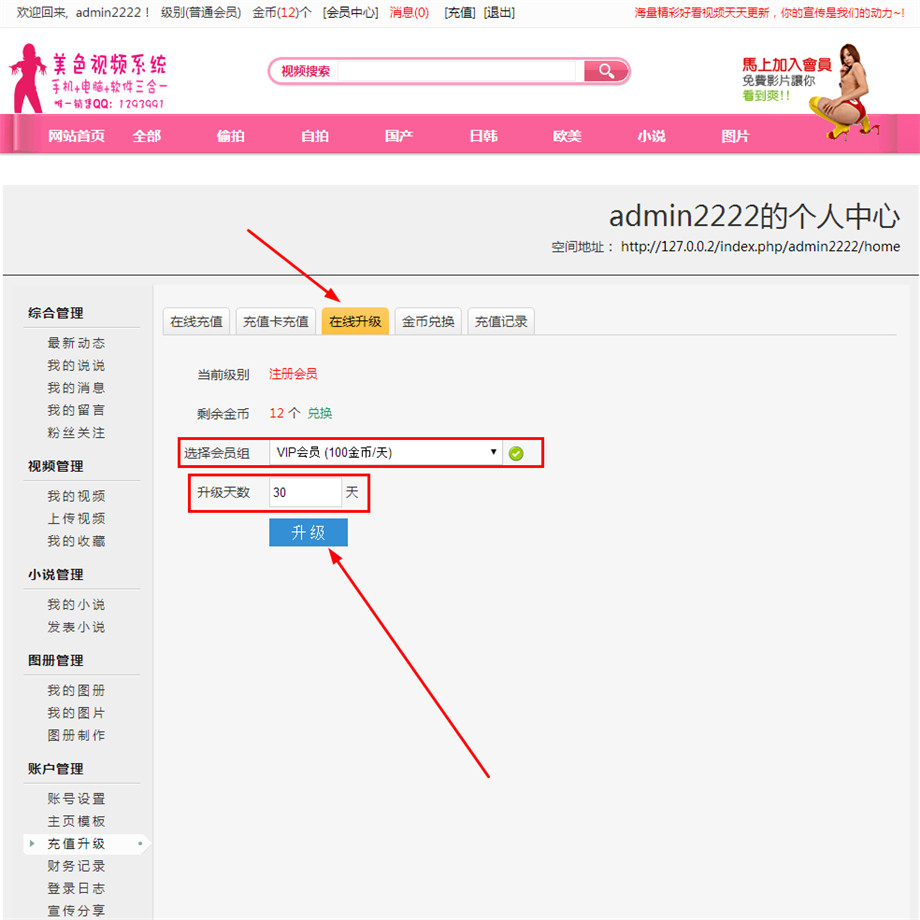 欢迎回来, admin2222！ 级别(普通会员) 金币(12)个 [会员中心] 消息(0) [充值] [退出] 海量精彩好看视频天天更新，你的宣传是我们的动力~!
美色视频系统
手机+电脑+软件三合一
唯一销售QQ: 1293991
视频搜索
馬上加入會員
免費影片讓你
看到爽!!
网站首页 全部 偷拍 自拍 国产 日韩 欧美 小说 图片
admin2222的个人中心
空间地址： http://127.0.0.2/index.php/admin2222/home
综合管理
最新动态
我的说说
我的消息
我的留言
粉丝关注
视频管理
我的视频
上传视频
我的收藏
小说管理
我的小说
发表小说
图册管理
我的图册
我的图片
图册制作
账户管理
账号设置
主页模板
充值升级
财务记录
登录日志
宣传分享
在线充值 充值卡充值 在线升级 金币兑换 充值记录
当前级别 注册会员
剩余金币 12 个 兑换
选择会员组 VIP会员 (100金币/天)
升级天数 30 天
升 级